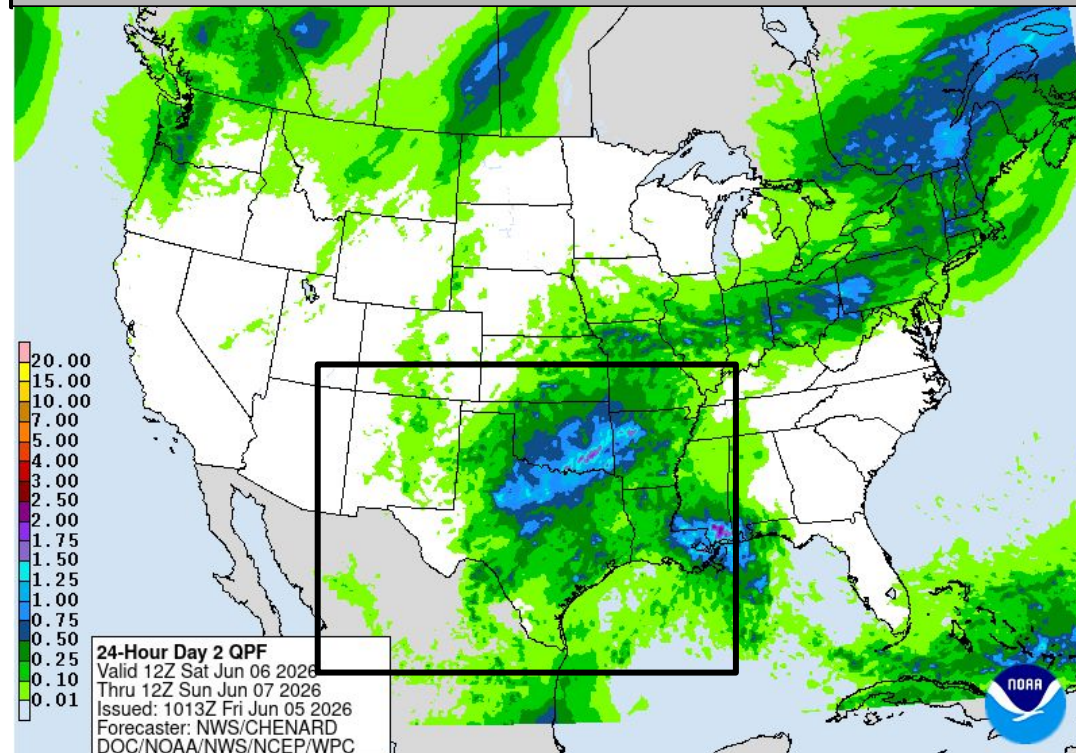 20.00
15.00
10.00
7.00
5.00
4.00
3.00
2.50
2.00
1.75
1.50
1.25
1.00
0.75
0.50
0.25
0.10
0.01
24-Hour Day 2 QPF
Valid 12Z Sat Jun 06 2026
Thru 12Z Sun Jun 07 2026
Issued: 1013Z Fri Jun 05 2026
Forecaster: NWS/CHENARD
DOC/NOAA/NWS/NCEP/WPC
NOAA